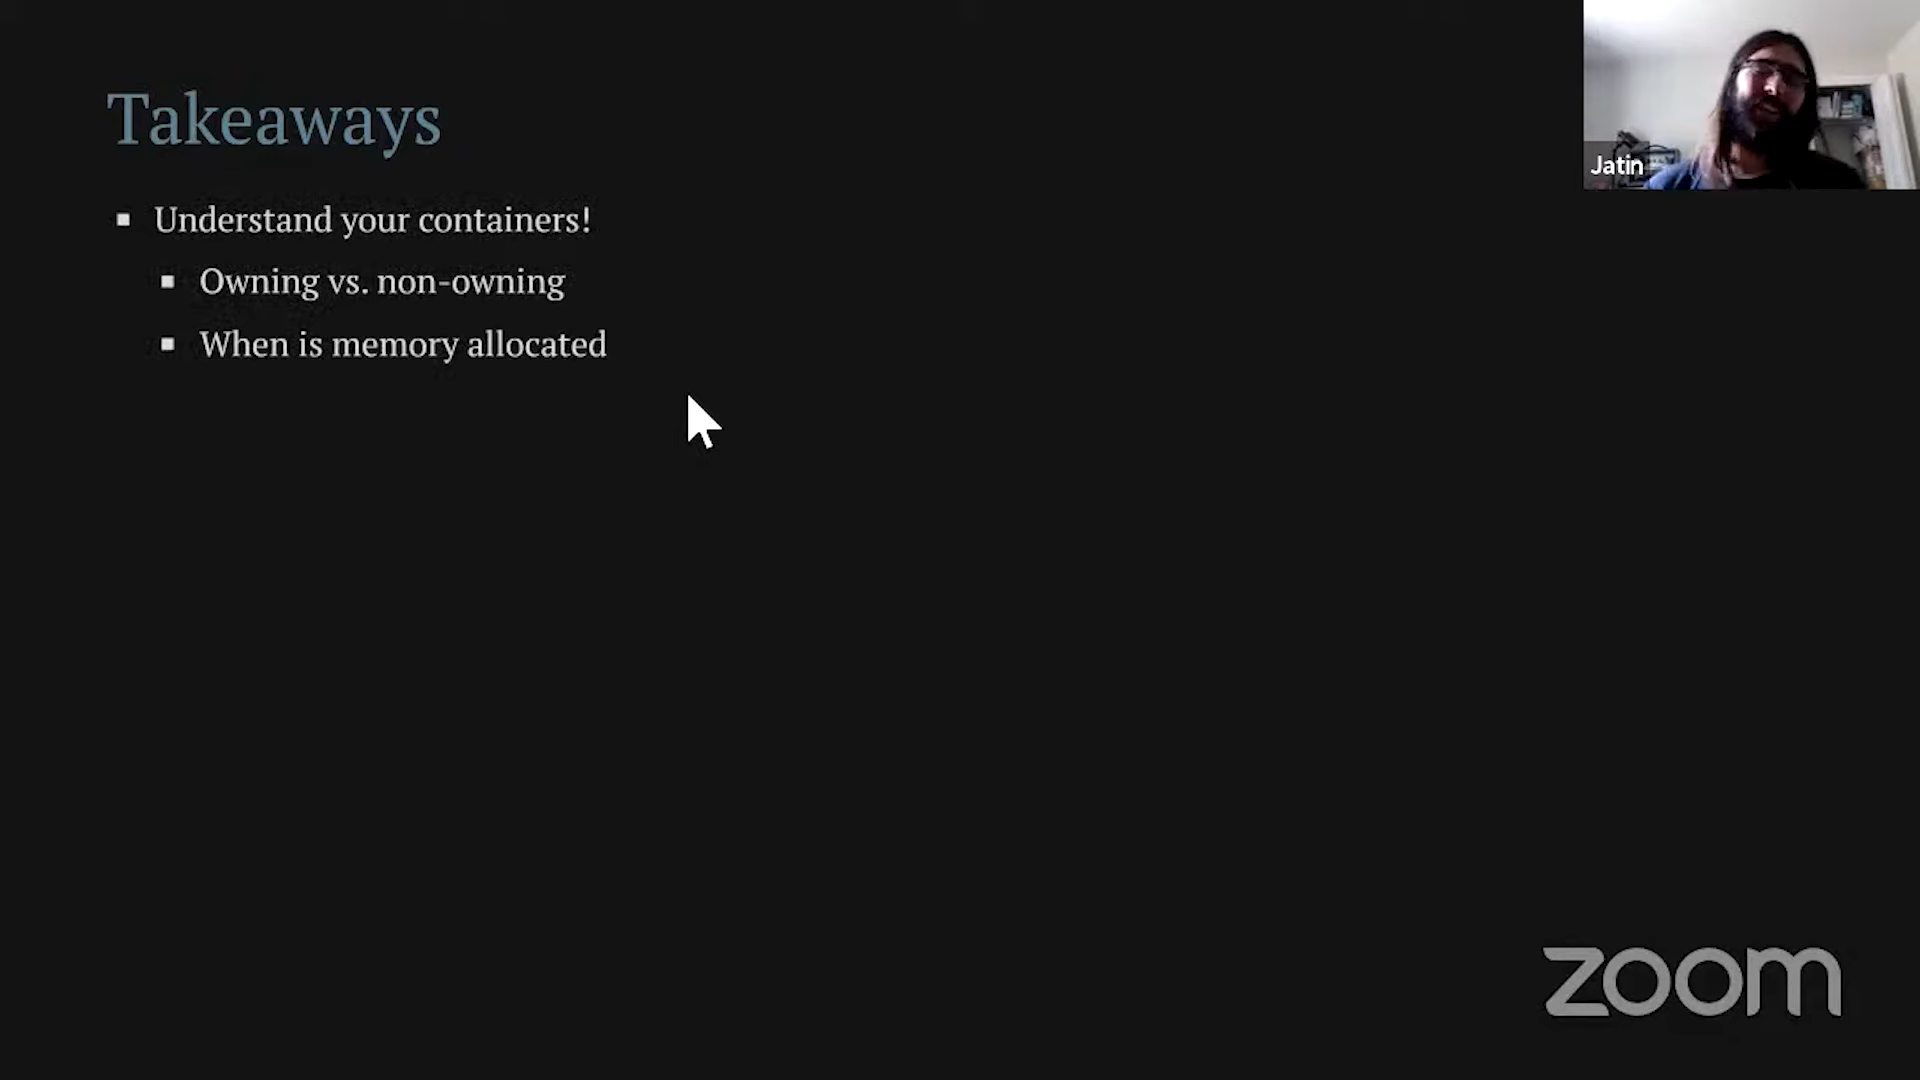 Takeaways
Understand your containers!
Owning vs. non-owning
When is memory allocated
Jatin
zoom